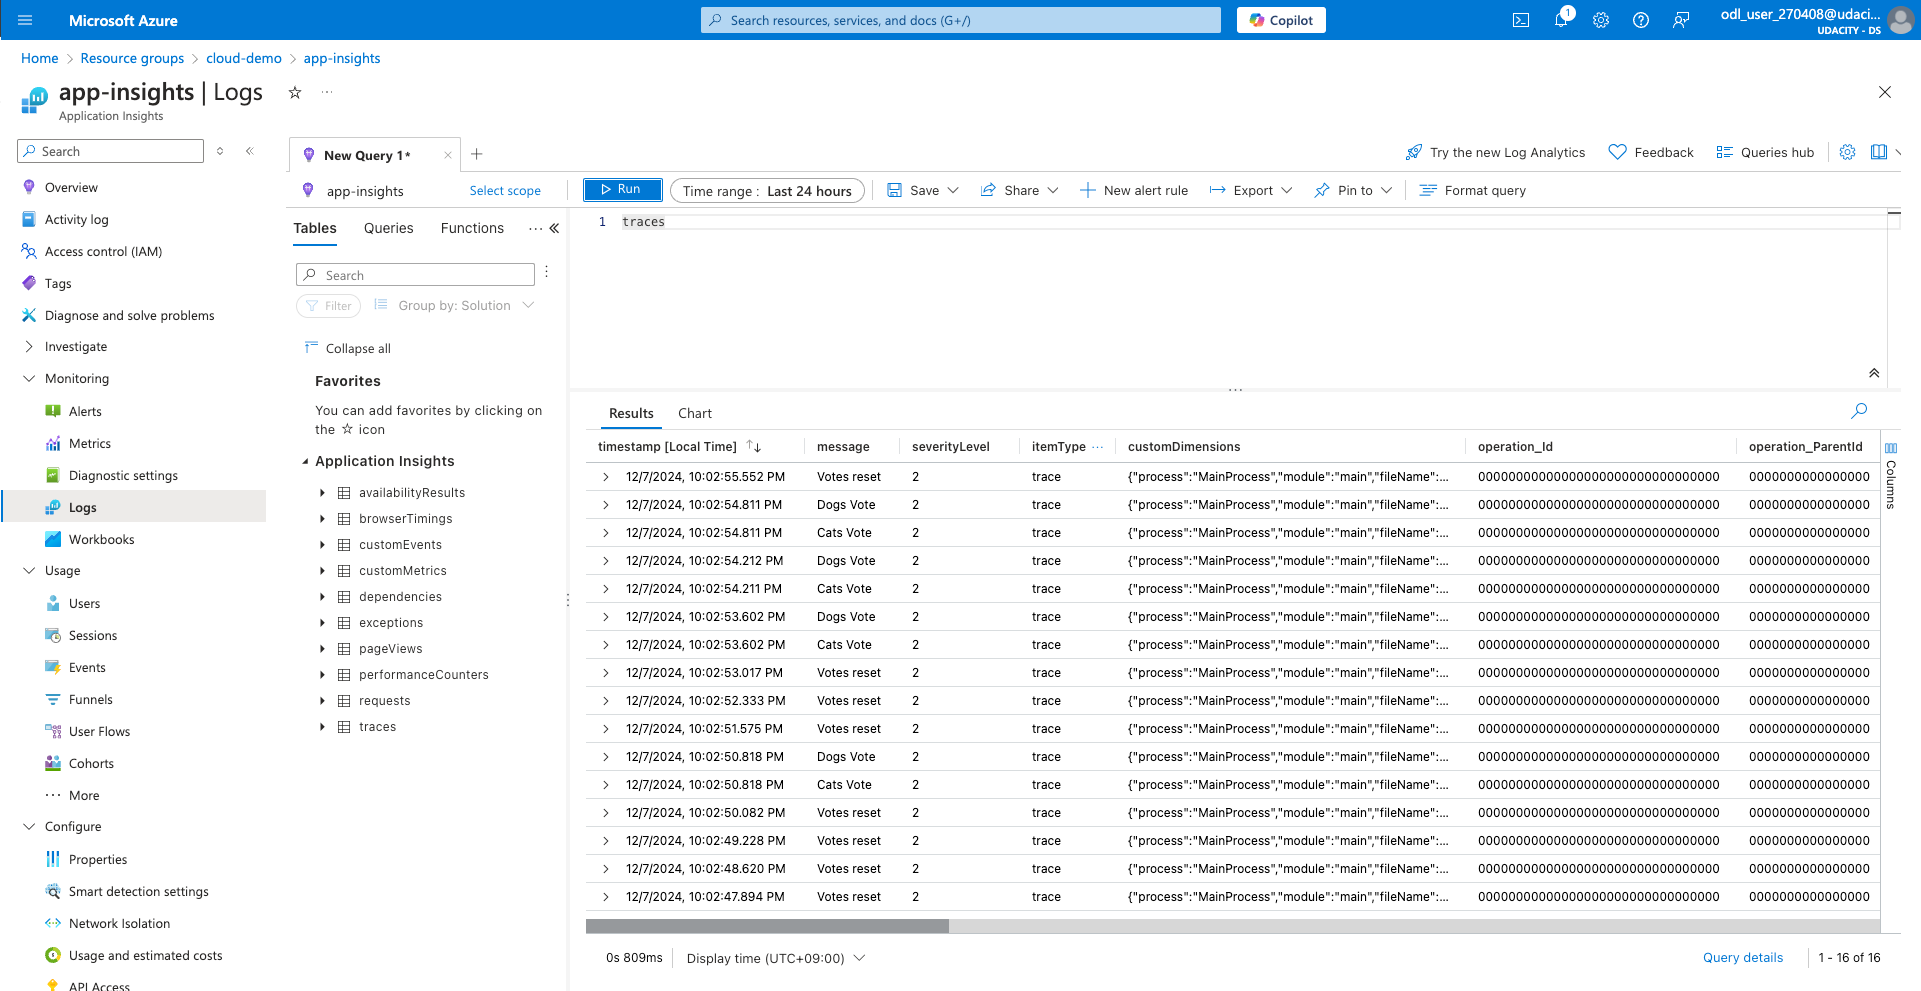 Microsoft Azure
Search resources, services, and docs (G+/)
Copilot
1
odl_user_270408@udaci...
UDACITY - DS
Home > Resource groups > cloud-demo > app-insights
app-insights | Logs
Application Insights
Search
Overview
Activity log
Access control (IAM)
Tags
Diagnose and solve problems
Investigate
Monitoring
Alerts
Metrics
Diagnostic settings
Logs
Workbooks
Usage
Users
Sessions
Events
Funnels
User Flows
Cohorts
More
Configure
Properties
Smart detection settings
Network Isolation
Usage and estimated costs
API Access
New Query 1*
Try the new Log Analytics
Feedback
Queries hub
app-insights
Select scope
Run
Time range : Last 24 hours
Save
Share
New alert rule
Export
Pin to
Format query
Tables
Queries
Functions
Search
Filter
Group by: Solution
Collapse all
Favorites
You can add favorites by clicking on
the ☆ icon
Application Insights
availabilityResults
browserTimings
customEvents
customMetrics
dependencies
exceptions
pageViews
performanceCounters
requests
traces
1 traces
Results
Chart
timestamp [Local Time] message severityLevel itemType customDimensions operation_Id operation_ParentId
12/7/2024, 10:02:55.552 PM Votes reset 2 trace {"process":"MainProcess","module":"main","fileName":... 00000000000000000000000000000000 0000000000000000
12/7/2024, 10:02:54.811 PM Dogs Vote 2 trace {"process":"MainProcess","module":"main","fileName":... 00000000000000000000000000000000 0000000000000000
12/7/2024, 10:02:54.811 PM Cats Vote 2 trace {"process":"MainProcess","module":"main","fileName":... 00000000000000000000000000000000 0000000000000000
12/7/2024, 10:02:54.212 PM Dogs Vote 2 trace {"process":"MainProcess","module":"main","fileName":... 00000000000000000000000000000000 0000000000000000
12/7/2024, 10:02:54.211 PM Cats Vote 2 trace {"process":"MainProcess","module":"main","fileName":... 00000000000000000000000000000000 0000000000000000
12/7/2024, 10:02:53.602 PM Dogs Vote 2 trace {"process":"MainProcess","module":"main","fileName":... 00000000000000000000000000000000 0000000000000000
12/7/2024, 10:02:53.602 PM Cats Vote 2 trace {"process":"MainProcess","module":"main","fileName":... 00000000000000000000000000000000 0000000000000000
12/7/2024, 10:02:53.017 PM Votes reset 2 trace {"process":"MainProcess","module":"main","fileName":... 00000000000000000000000000000000 0000000000000000
12/7/2024, 10:02:52.333 PM Votes reset 2 trace {"process":"MainProcess","module":"main","fileName":... 00000000000000000000000000000000 0000000000000000
12/7/2024, 10:02:51.575 PM Votes reset 2 trace {"process":"MainProcess","module":"main","fileName":... 00000000000000000000000000000000 0000000000000000
12/7/2024, 10:02:50.818 PM Dogs Vote 2 trace {"process":"MainProcess","module":"main","fileName":... 00000000000000000000000000000000 0000000000000000
12/7/2024, 10:02:50.818 PM Cats Vote 2 trace {"process":"MainProcess","module":"main","fileName":... 00000000000000000000000000000000 0000000000000000
12/7/2024, 10:02:50.082 PM Votes reset 2 trace {"process":"MainProcess","module":"main","fileName":... 00000000000000000000000000000000 0000000000000000
12/7/2024, 10:02:49.228 PM Votes reset 2 trace {"process":"MainProcess","module":"main","fileName":... 00000000000000000000000000000000 0000000000000000
12/7/2024, 10:02:48.620 PM Votes reset 2 trace {"process":"MainProcess","module":"main","fileName":... 00000000000000000000000000000000 0000000000000000
12/7/2024, 10:02:47.894 PM Votes reset 2 trace {"process":"MainProcess","module":"main","fileName":... 00000000000000000000000000000000 0000000000000000
Columns
0s 809ms
Display time (UTC+09:00)
Query details
1 - 16 of 16